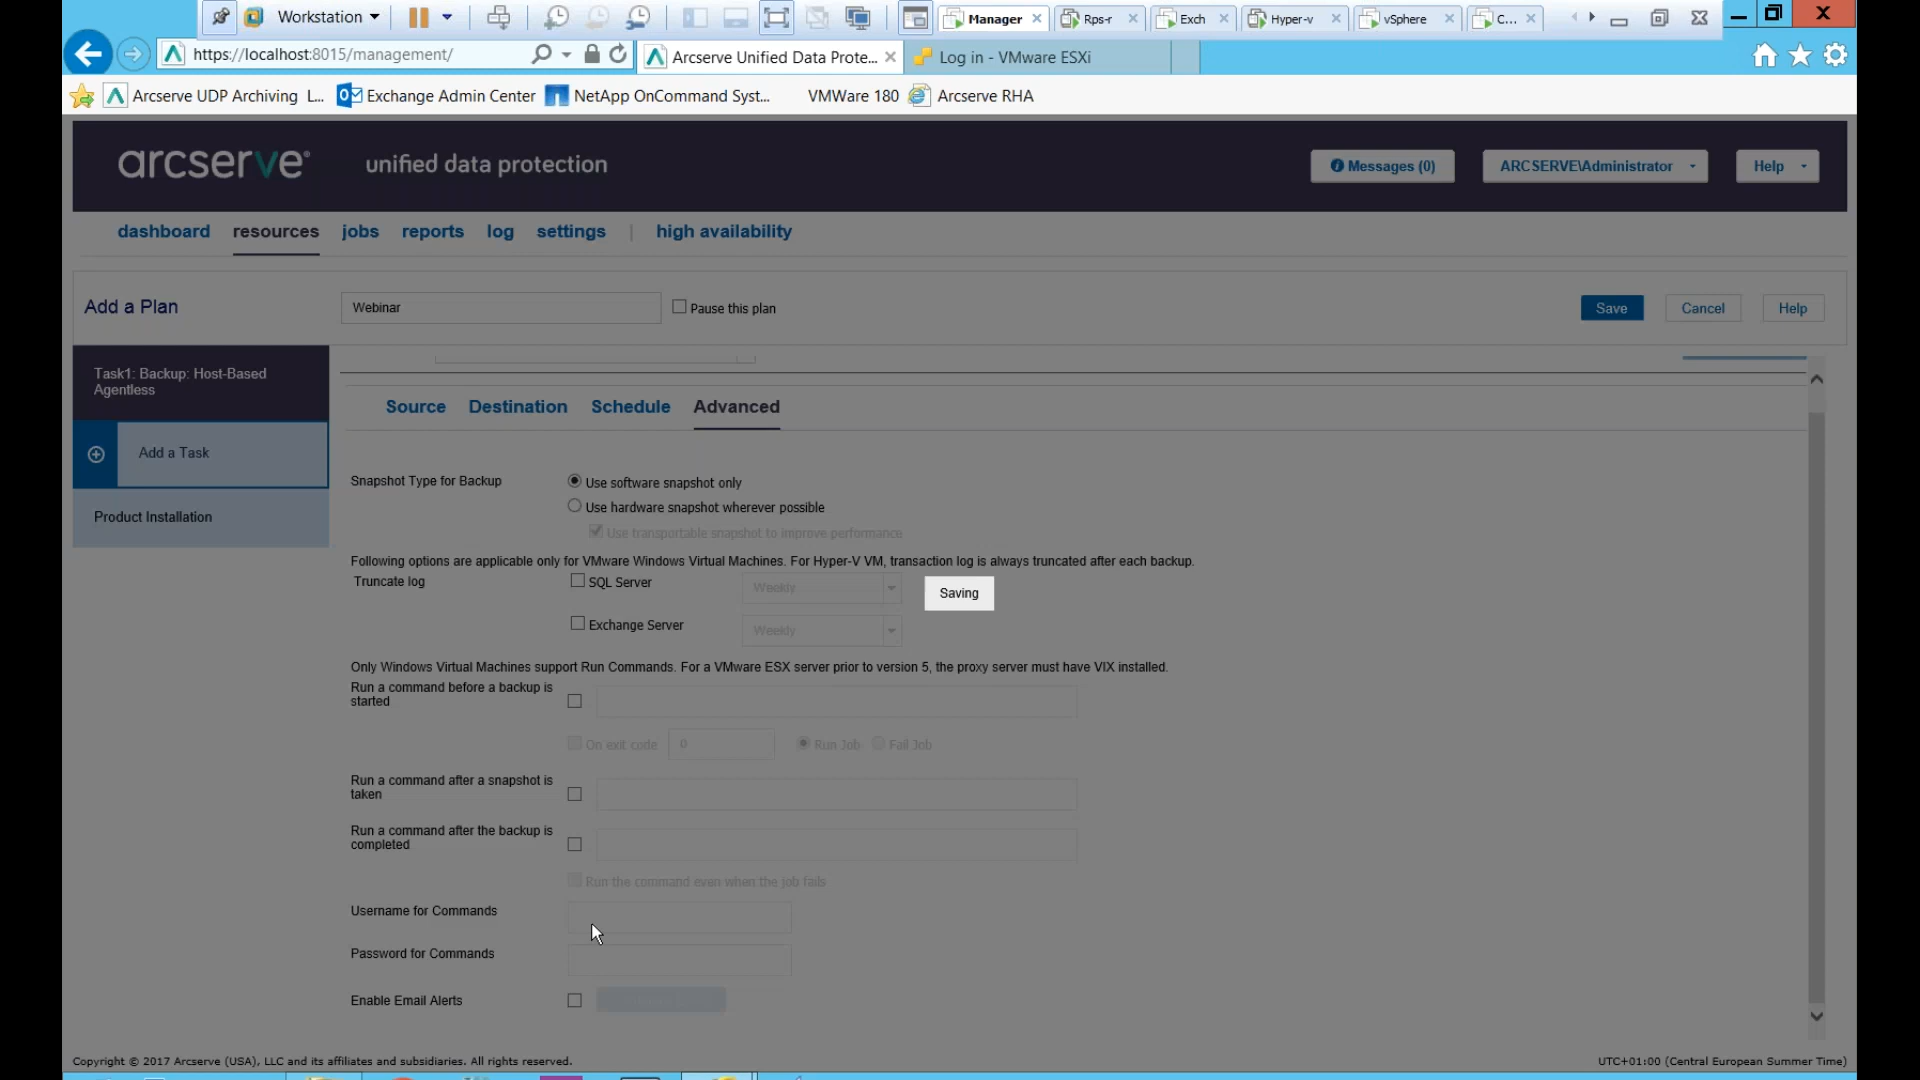 Workstation
Manager
Rps-r
Exch
Hyper-v
vSphere
C...
https://localhost:8015/management/
Arcserve Unified Data Prote...
Log in - VMware ESXi
Arcserve UDP Archiving L...
Exchange Admin Center
NetApp OnCommand Syst...
VMWare 180
Arcserve RHA
arcserve®
unified data protection
Messages (0)
ARCSERVE\Administrator
Help
dashboard
resources
jobs
reports
log
settings
|
high availability
Add a Plan
Webinar
Pause this plan
Save
Cancel
Help
Task1: Backup: Host-Based
Agentless
Add a Task
Product Installation
Source
Destination
Schedule
Advanced
Snapshot Type for Backup
Use software snapshot only
Use hardware snapshot wherever possible
Use transportable snapshot to improve performance
Following options are applicable only for VMware Windows Virtual Machines. For Hyper-V VM, transaction log is always truncated after each backup.
Truncate log
SQL Server
Weekly
Saving
Exchange Server
Weekly
Only Windows Virtual Machines support Run Commands. For a VMware ESX server prior to version 5, the proxy server must have VIX installed.
Run a command before a backup is
started
On exit code
0
Run Job
Fail Job
Run a command after a snapshot is
taken
Run a command after the backup is
completed
Run the command even when the job fails
Username for Commands
Password for Commands
Enable Email Alerts
Copyright © 2017 Arcserve (USA), LLC and its affiliates and subsidiaries. All rights reserved.
UTC+01:00 (Central European Summer Time)